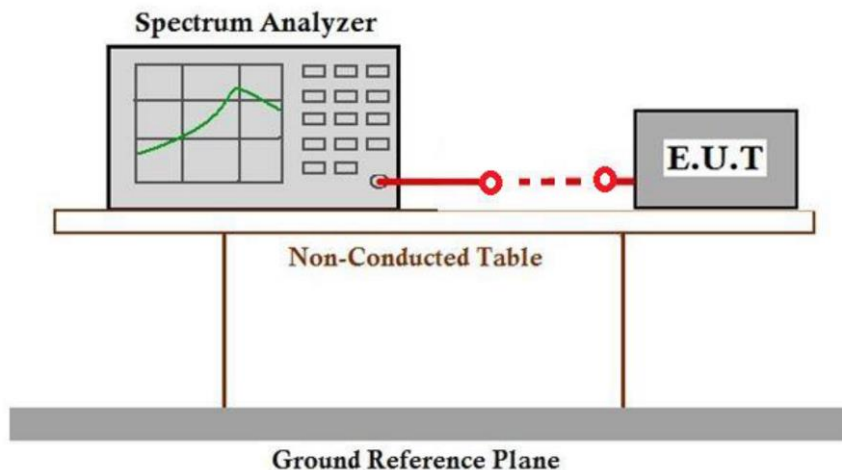 Spectrum Analyzer
E.U.T
Non-Conducted Table
Ground Reference Plane